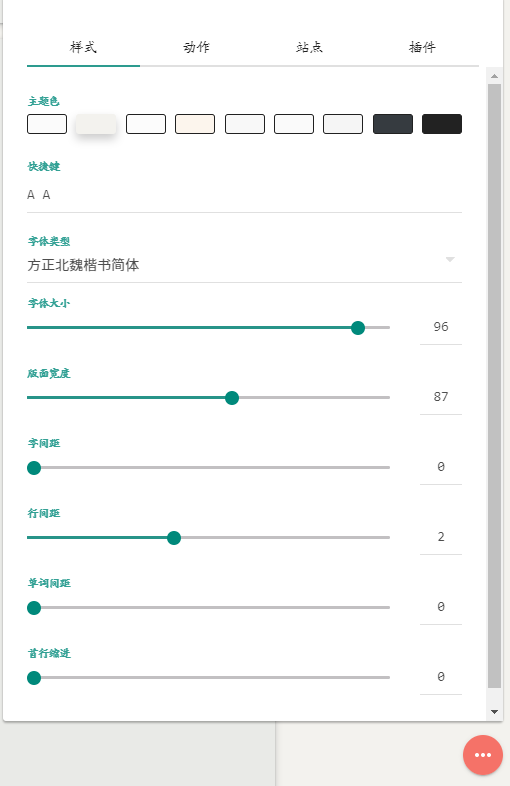 样式 动作 站点 插件
主题色
快捷键
A A
字体类型
方正北魏楷书简体
字体大小
96
版面宽度
87
字间距
0
行间距
2
单词间距
0
首行缩进
0